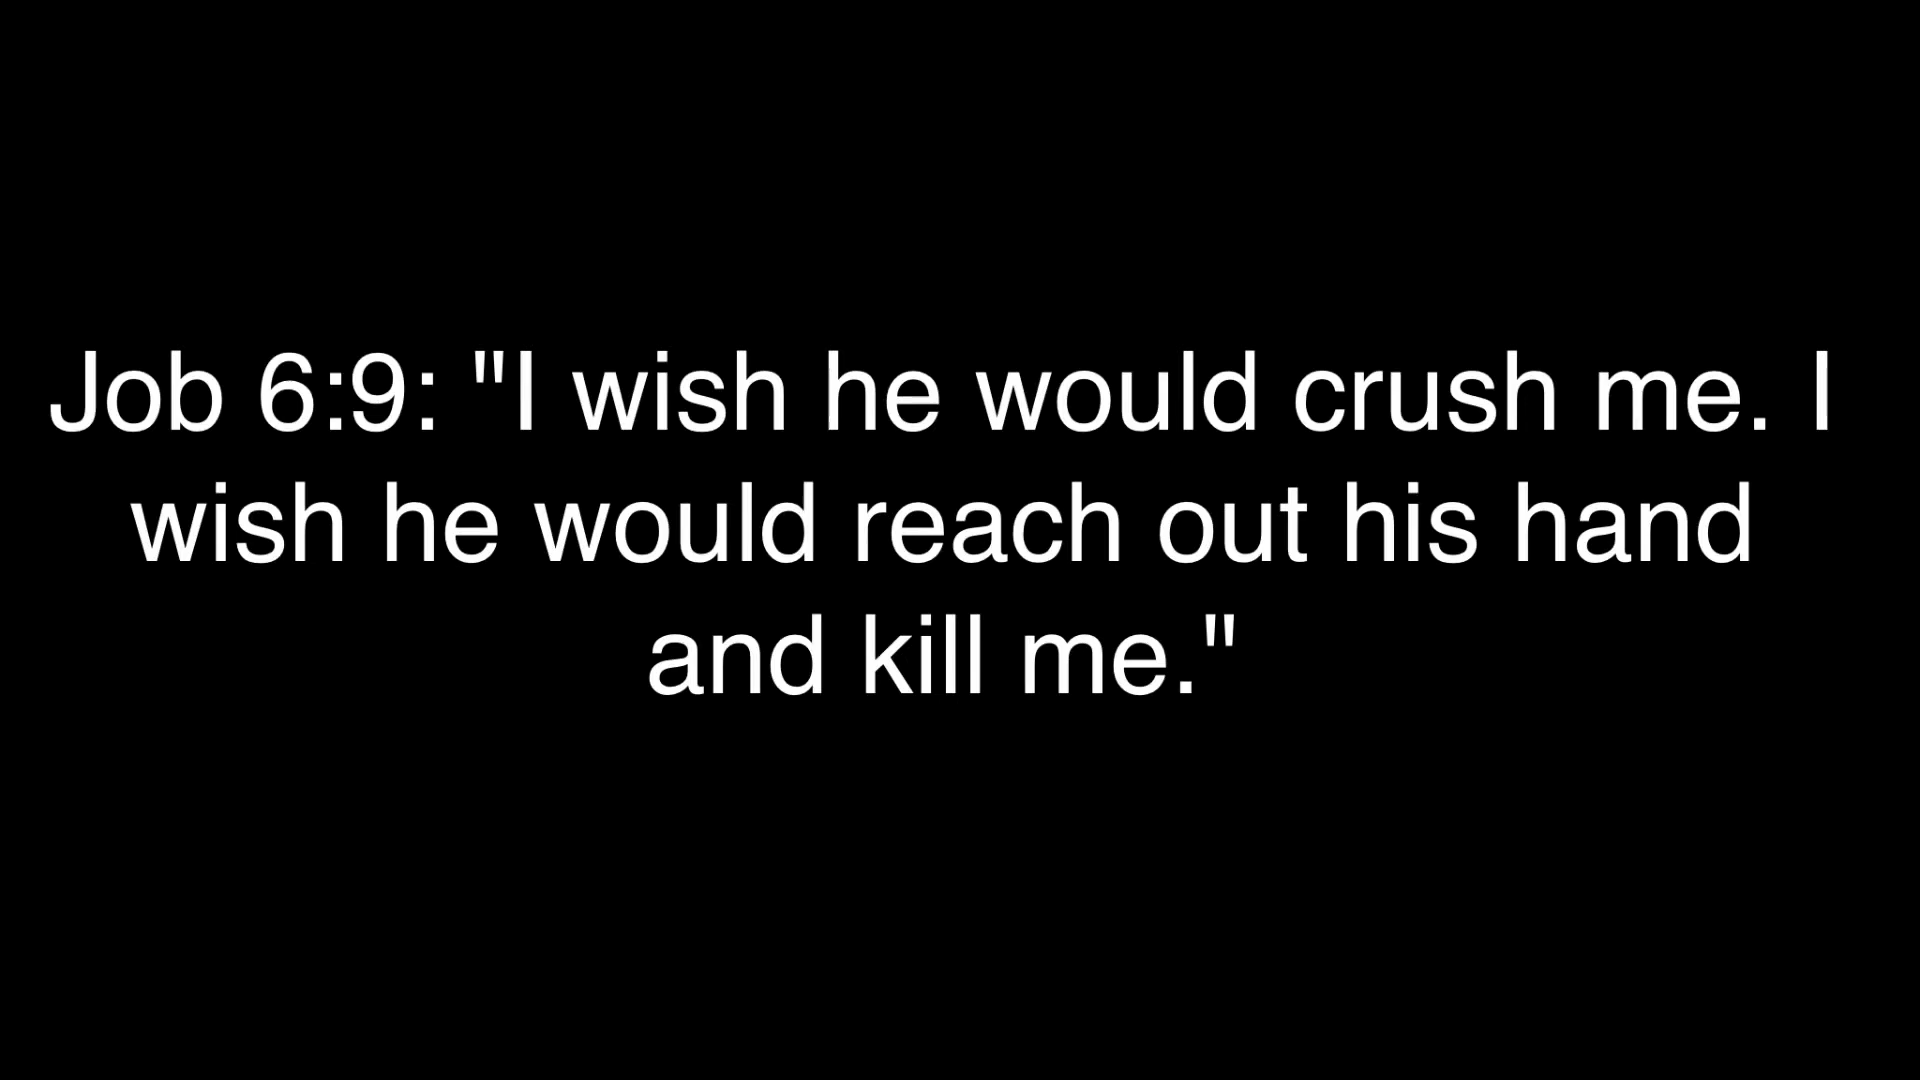 Job 6:9: "I wish he would crush me. I
wish he would reach out his hand
and kill me."